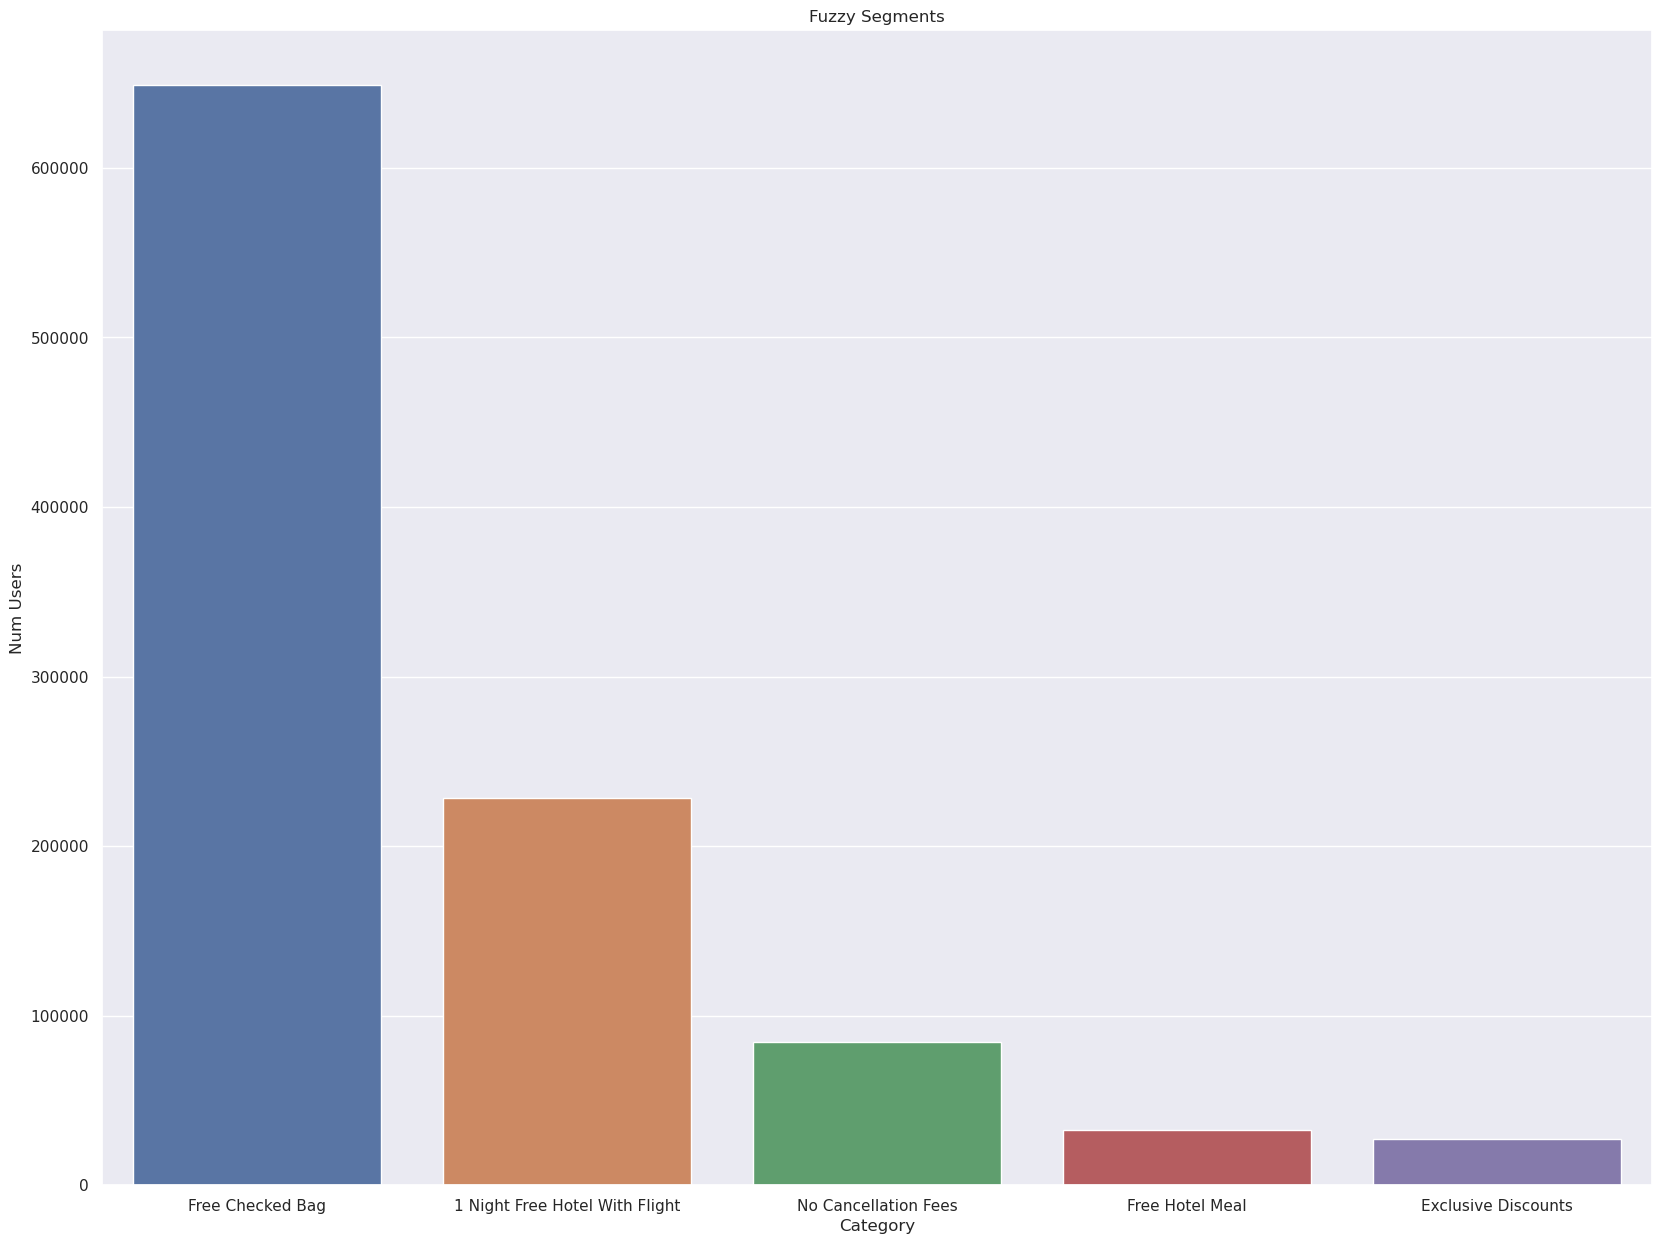 Fuzzy Segments
Num Users
600000
500000
400000
300000
200000
100000
0
Free Checked Bag
1 Night Free Hotel With Flight
No Cancellation Fees
Free Hotel Meal
Exclusive Discounts
Category